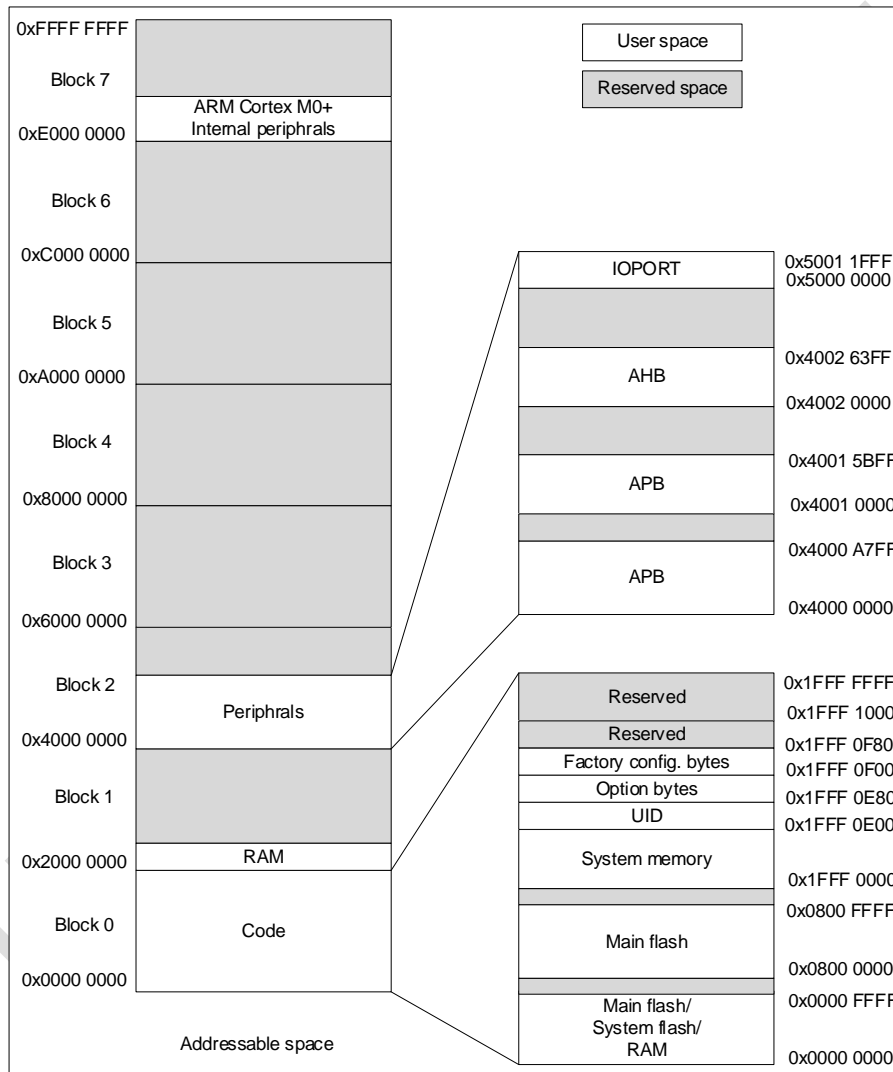 0xFFFF FFFF
Block 7
ARM Cortex M0+
Internal periphrals
0xE000 0000
Block 6
0xC000 0000
Block 5
0xA000 0000
Block 4
0x8000 0000
Block 3
0x6000 0000
Block 2
Periphrals
0x4000 0000
Block 1
0x2000 0000
RAM
Block 0
Code
0x0000 0000
Addressable space
User space
Reserved space
IOPORT
0x5001 1FFF
0x5000 0000
AHB
0x4002 63FF
0x4002 0000
APB
0x4001 5BFF
0x4001 0000
APB
0x4000 A7FF
0x4000 0000
Reserved
0x1FFF FFFF
0x1FFF 1000
Reserved
0x1FFF 0F80
Factory config. bytes
0x1FFF 0F00
Option bytes
0x1FFF 0E80
UID
0x1FFF 0E00
System memory
0x1FFF 0000
0x0800 FFFF
Main flash
0x0800 0000
Main flash/
System flash/
RAM
0x0000 FFFF
0x0000 0000